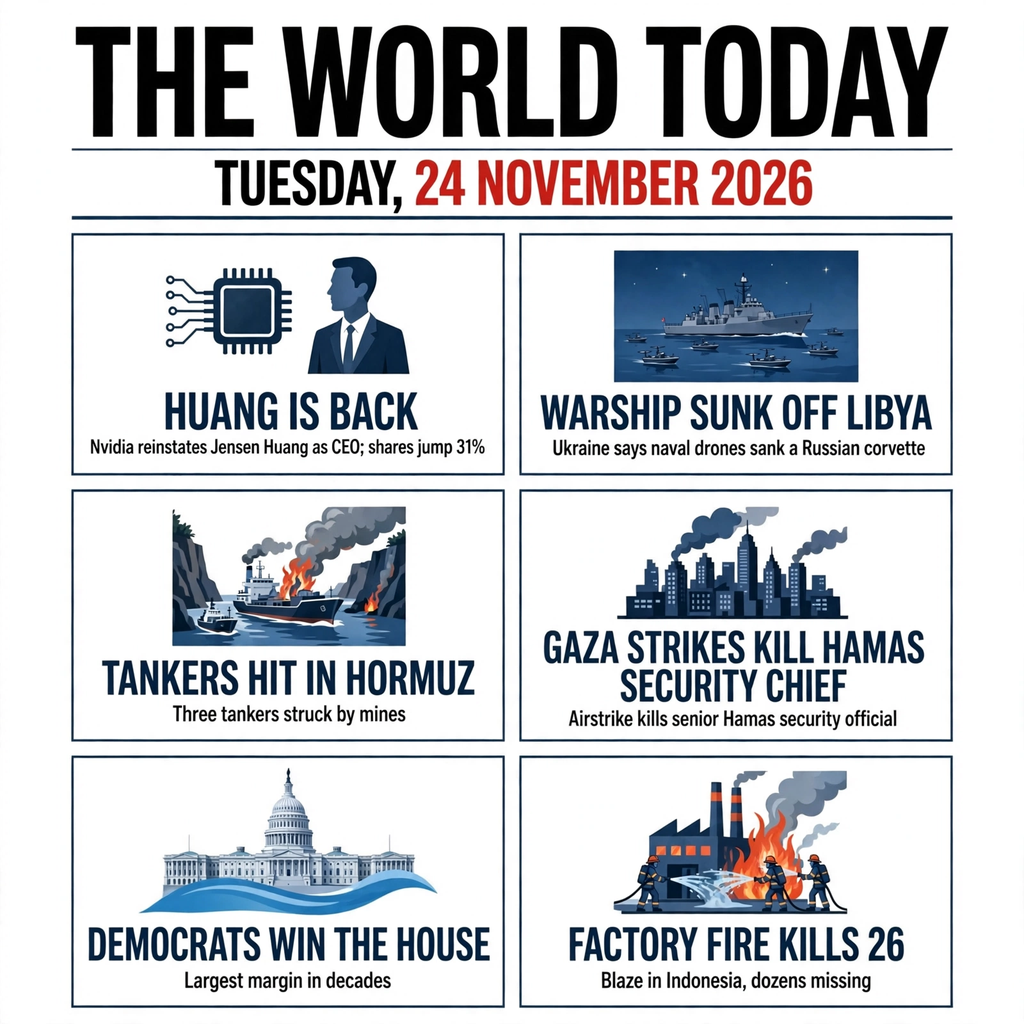 THE WORLD TODAY
TUESDAY, 24 NOVEMBER 2026
HUANG IS BACK
Nvidia reinstates Jensen Huang as CEO; shares jump 31%
WARSHIP SUNK OFF LIBYA
Ukraine says naval drones sank a Russian corvette
TANKERS HIT IN HORMUZ
Three tankers struck by mines
GAZA STRIKES KILL HAMAS
SECURITY CHIEF
Airstrike kills senior Hamas security official
DEMOCRATS WIN THE HOUSE
Largest margin in decades
FACTORY FIRE KILLS 26
Blaze in Indonesia, dozens missing